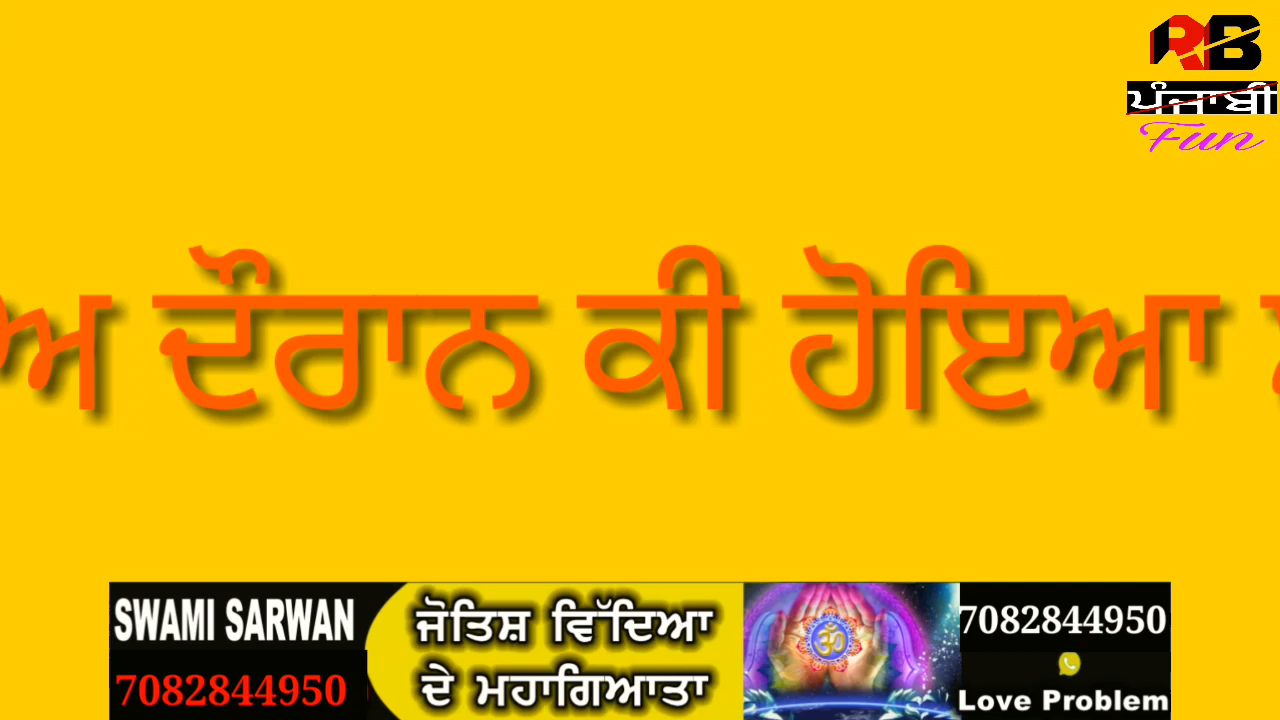 RB
ਪੰਜਾਬੀ
Fun
ਦੌਰਾਨ ਕੀ ਹੋਇਆ
SWAMI SARWAN
7082844950
ਜੋਤਿਸ਼ ਵਿੱਦਿਆ
ਦੇ ਮਹਾਗਿਆਤਾ
ॐ
7082844950
Love Problem